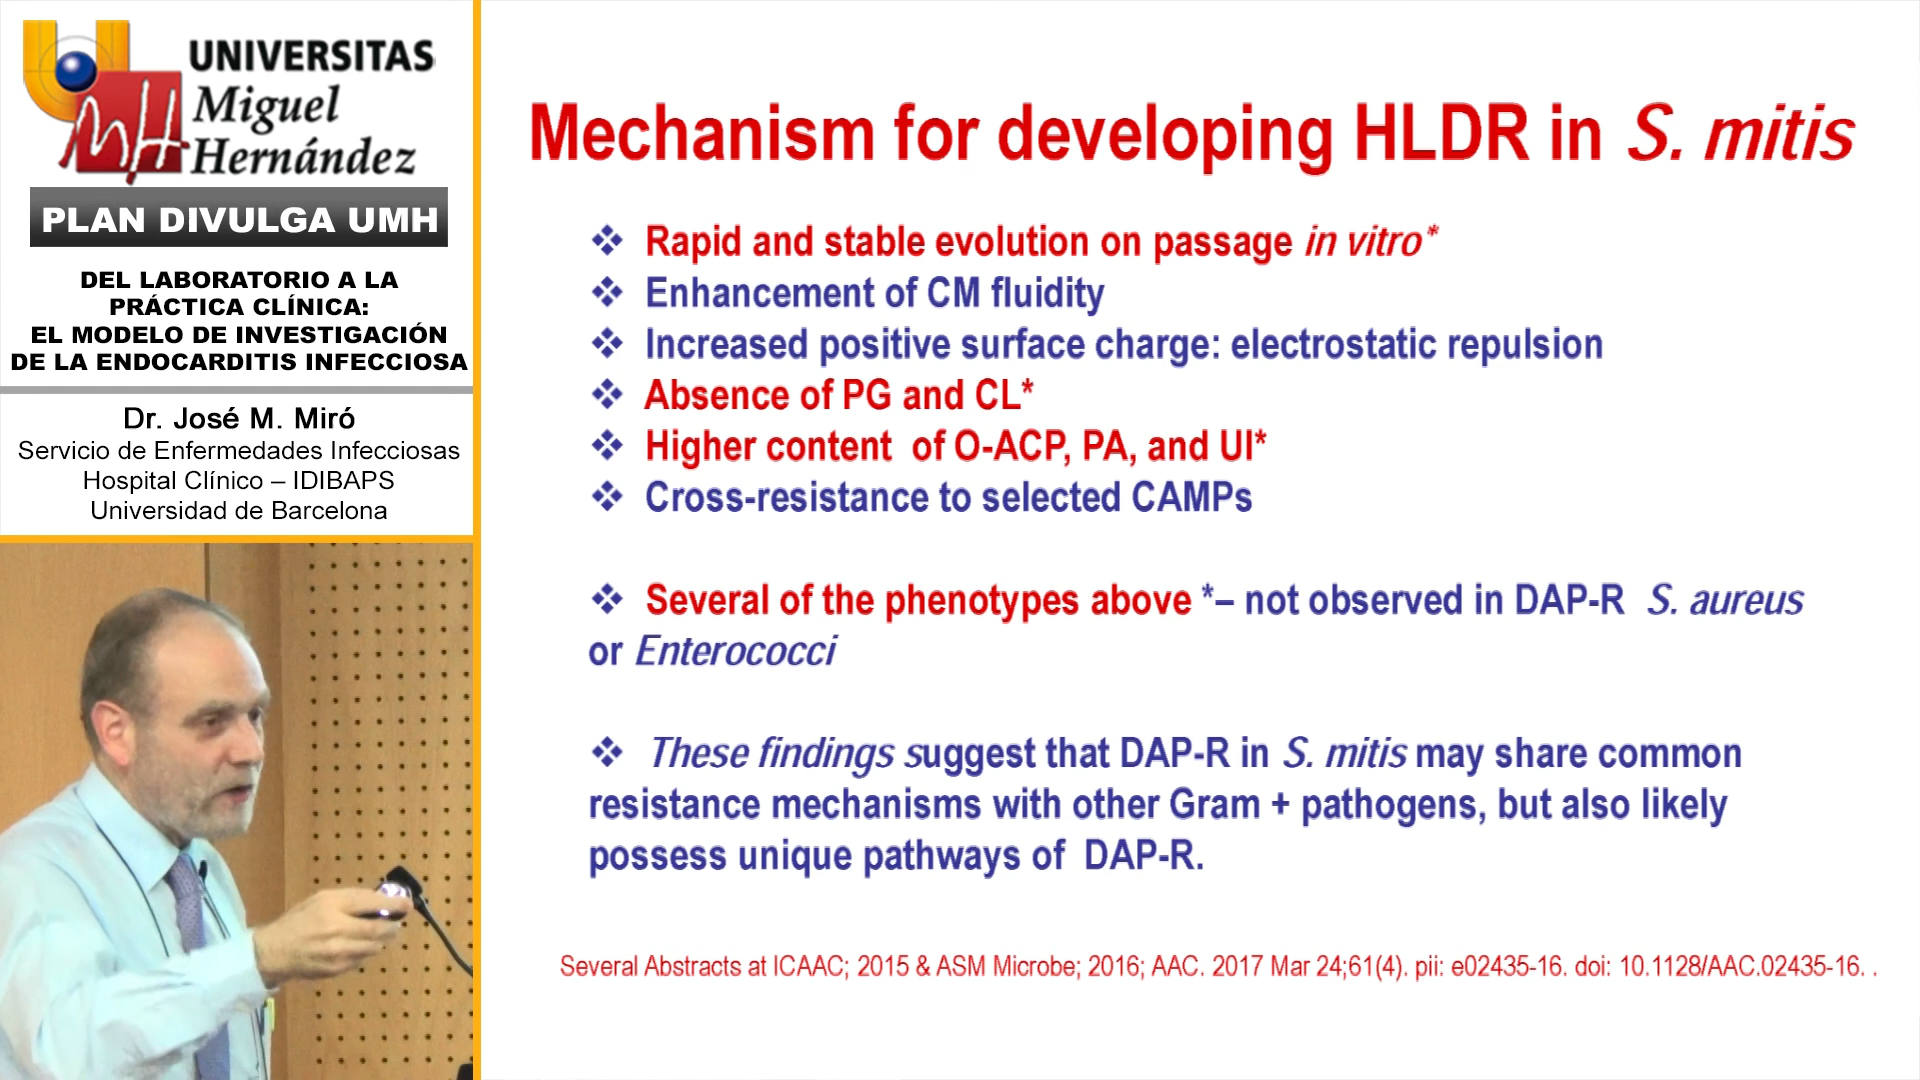 UNIVERSITAS
Miguel
Hernández
PLAN DIVULGA UMH
DEL LABORATORIO A LA
PRÁCTICA CLÍNICA:
EL MODELO DE INVESTIGACIÓN
DE LA ENDOCARDITIS INFECCIOSA
Dr. José M. Miró
Servicio de Enfermedades Infecciosas
Hospital Clínico – IDIBAPS
Universidad de Barcelona
Mechanism for developing HLDR in S. mitis
❖ Rapid and stable evolution on passage in vitro*
❖ Enhancement of CM fluidity
❖ Increased positive surface charge: electrostatic repulsion
❖ Absence of PG and CL*
❖ Higher content of O-ACP, PA, and UI*
❖ Cross-resistance to selected CAMPs
❖ Several of the phenotypes above *– not observed in DAP-R S. aureus
or Enterococci
❖ These findings suggest that DAP-R in S. mitis may share common
resistance mechanisms with other Gram + pathogens, but also likely
possess unique pathways of DAP-R.
Several Abstracts at ICAAC; 2015 & ASM Microbe; 2016; AAC. 2017 Mar 24;61(4). pii: e02435-16. doi: 10.1128/AAC.02435-16. .